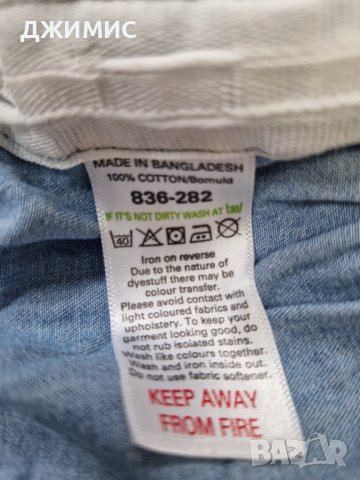 ДЖИМИС
MADE IN BANGLADESH
100% COTTON/Bomuld
836-282
IF IT'S NOT DIRTY WASH AT 30°
40
Iron on reverse
Due to the nature of
dyestuff there may be
colour transfer.
Please avoid contact with
light coloured fabrics and
upholstery. To keep your
garment looking good, do
not rub isolated stains.
Wash like colours together.
Wash and iron inside out.
Do not use fabric softener.
KEEP AWAY
FROM FIRE
BAZAR